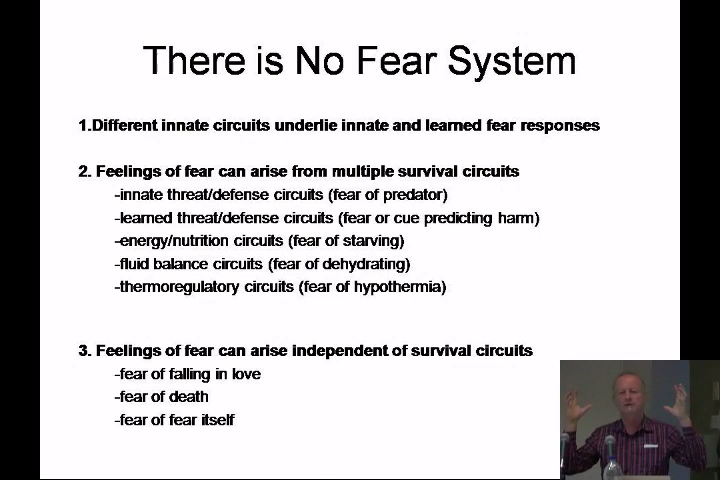 There is No Fear System
1.Different innate circuits underlie innate and learned fear responses
2. Feelings of fear can arise from multiple survival circuits
-innate threat/defense circuits (fear of predator)
-learned threat/defense circuits (fear or cue predicting harm)
-energy/nutrition circuits (fear of starving)
-fluid balance circuits (fear of dehydrating)
-thermoregulatory circuits (fear of hypothermia)
3. Feelings of fear can arise independent of survival circuits
-fear of falling in love
-fear of death
-fear of fear itself